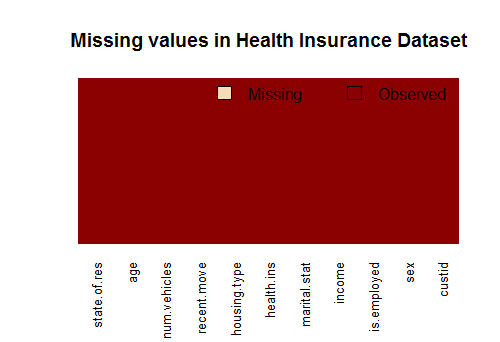 Missing values in Health Insurance Dataset
Missing Observed
state.of.res
age
num.vehicles
recent.move
housing.type
health.ins
marital.stat
income
is.employed
sex
custid